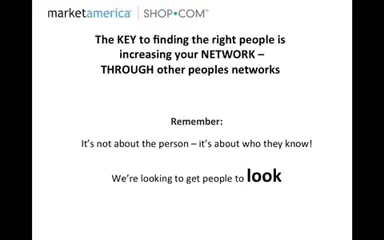 marketamerica® | SHOP•COM™
The KEY to finding the right people is
increasing your NETWORK –
THROUGH other peoples networks
Remember:
It's not about the person – it's about who they know!
We're looking to get people to look